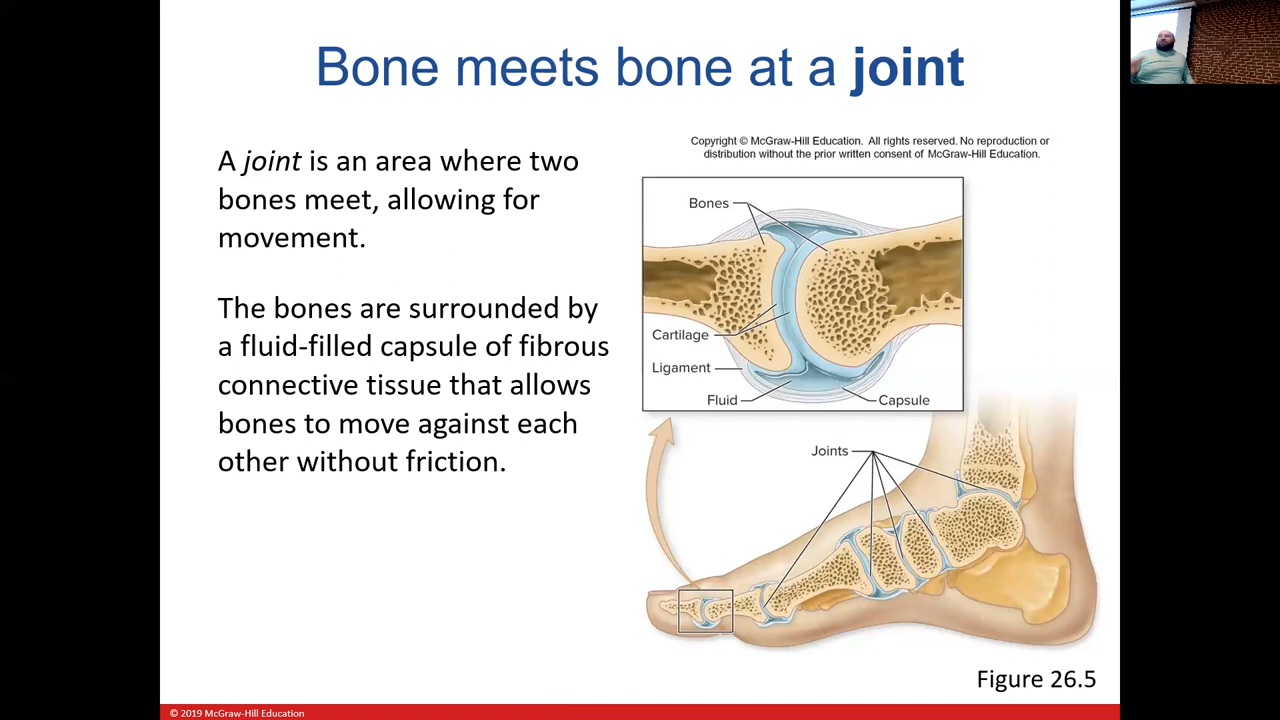 Bone meets bone at a joint
A joint is an area where two
bones meet, allowing for
movement.
The bones are surrounded by
a fluid-filled capsule of fibrous
connective tissue that allows
bones to move against each
other without friction.
Copyright © McGraw-Hill Education. All rights reserved. No reproduction or
distribution without the prior written consent of McGraw-Hill Education.
Bones
Cartilage
Ligament
Fluid
Capsule
Joints
Figure 26.5
© 2019 McGraw-Hill Education